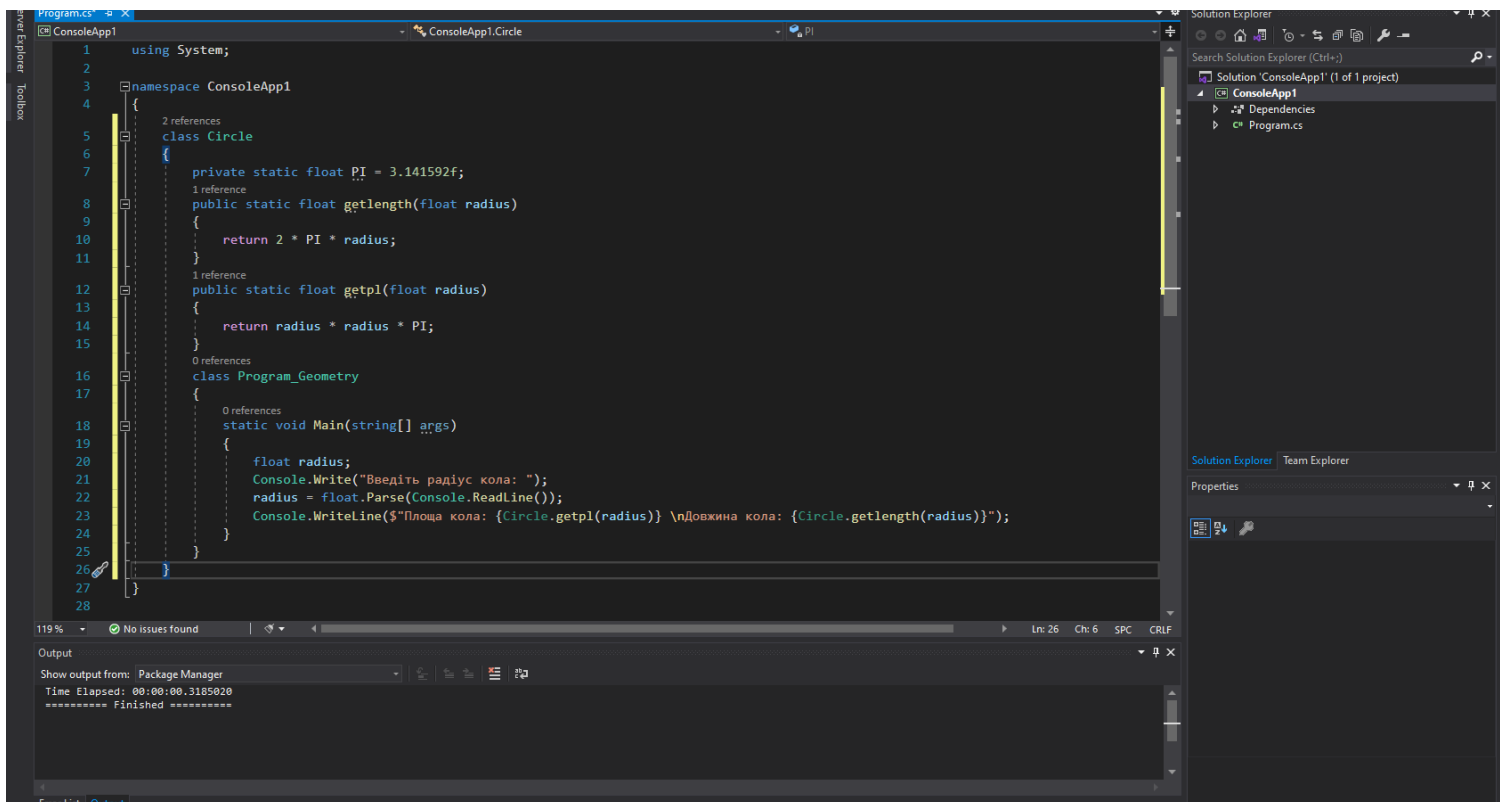 Program.cs*
Solution Explorer
ConsoleApp1
ConsoleApp1.Circle
PI
Server Explorer
Toolbox
Search Solution Explorer (Ctrl+;)
Solution 'ConsoleApp1' (1 of 1 project)
ConsoleApp1
Dependencies
C# Program.cs
1 using System;
2
3 namespace ConsoleApp1
4 {
2 references
5 class Circle
6 {
7 private static float PI = 3.141592f;
1 reference
8 public static float getlength(float radius)
9 {
10 return 2 * PI * radius;
11 }
1 reference
12 public static float getpl(float radius)
13 {
14 return radius * radius * PI;
15 }
0 references
16 class Program_Geometry
17 {
0 references
18 static void Main(string[] args)
19 {
20 float radius;
21 Console.Write("Введіть радіус кола: ");
22 radius = float.Parse(Console.ReadLine());
23 Console.WriteLine($"Площа кола: {Circle.getpl(radius)} \nДовжина кола: {Circle.getlength(radius)}");
24 }
25 }
26 }
27 }
28
119 %
No issues found
Ln: 26 Ch: 6 SPC CRLF
Solution Explorer Team Explorer
Properties
Output
Show output from: Package Manager
Time Elapsed: 00:00:00.3185020
========== Finished ==========